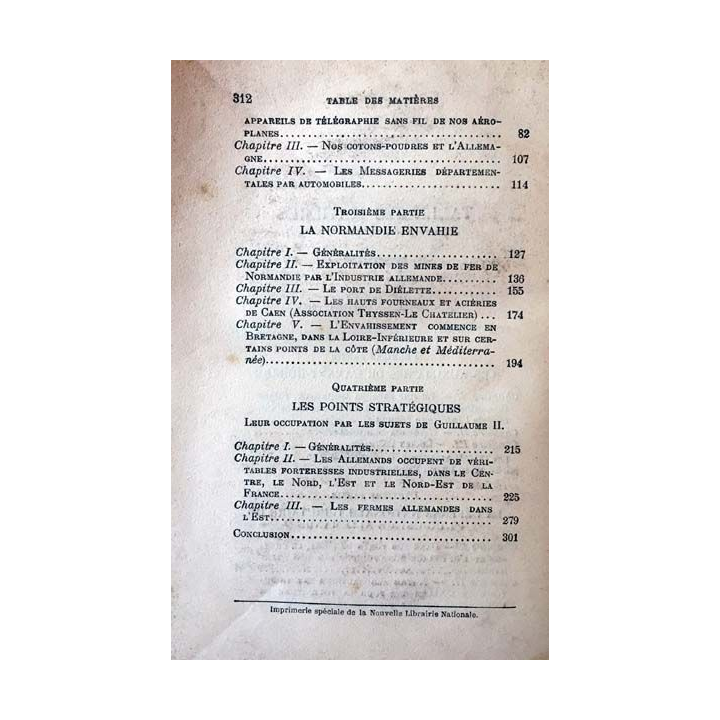 312 TABLE DES MATIÈRES
APPAREILS DE TÉLÉGRAPHIE SANS FIL DE NOS AÉRO-
PLANES........................................ 82
Chapitre III. — NOS COTONS-POUDRES ET L'ALLEMA-
GNE........................................ 107
Chapitre IV. — LES MESSAGERIES DÉPARTEMEN-
TALES PAR AUTOMOBILES........................ 114
TROISIÈME PARTIE
LA NORMANDIE ENVAHIE
Chapitre I. — GÉNÉRALITÉS........................ 127
Chapitre II. — EXPLOITATION DES MINES DE FER DE
NORMANDIE PAR L'INDUSTRIE ALLEMANDE............ 136
Chapitre III. — LE PORT DE DIÉLETTE............ 155
Chapitre IV. — LES HAUTS FOURNEAUX ET ACIÉRIES
DE CAEN (ASSOCIATION THYSSEN-LE CHATELIER)... 174
Chapitre V. — L'ENVAHISSEMENT COMMENCE EN
BRETAGNE, DANS LA LOIRE-INFÉRIEURE ET SUR CER-
TAINS POINTS DE LA CÔTE (Manche et Méditerra-
née)........................................ 194
QUATRIÈME PARTIE
LES POINTS STRATÉGIQUES
LEUR OCCUPATION PAR LES SUJETS DE GUILLAUME II.
Chapitre I. — GÉNÉRALITÉS........................ 215
Chapitre II. — LES ALLEMANDS OCCUPENT DE VÉRI-
TABLES FORTERESSES INDUSTRIELLES, DANS LE CEN-
TRE, LE NORD, L'EST ET LE NORD-EST DE LA
FRANCE........................................ 225
Chapitre III. — LES FERMES ALLEMANDES DANS
L'EST........................................ 279
CONCLUSION........................................ 301
Imprimerie spéciale de la Nouvelle Librairie Nationale.